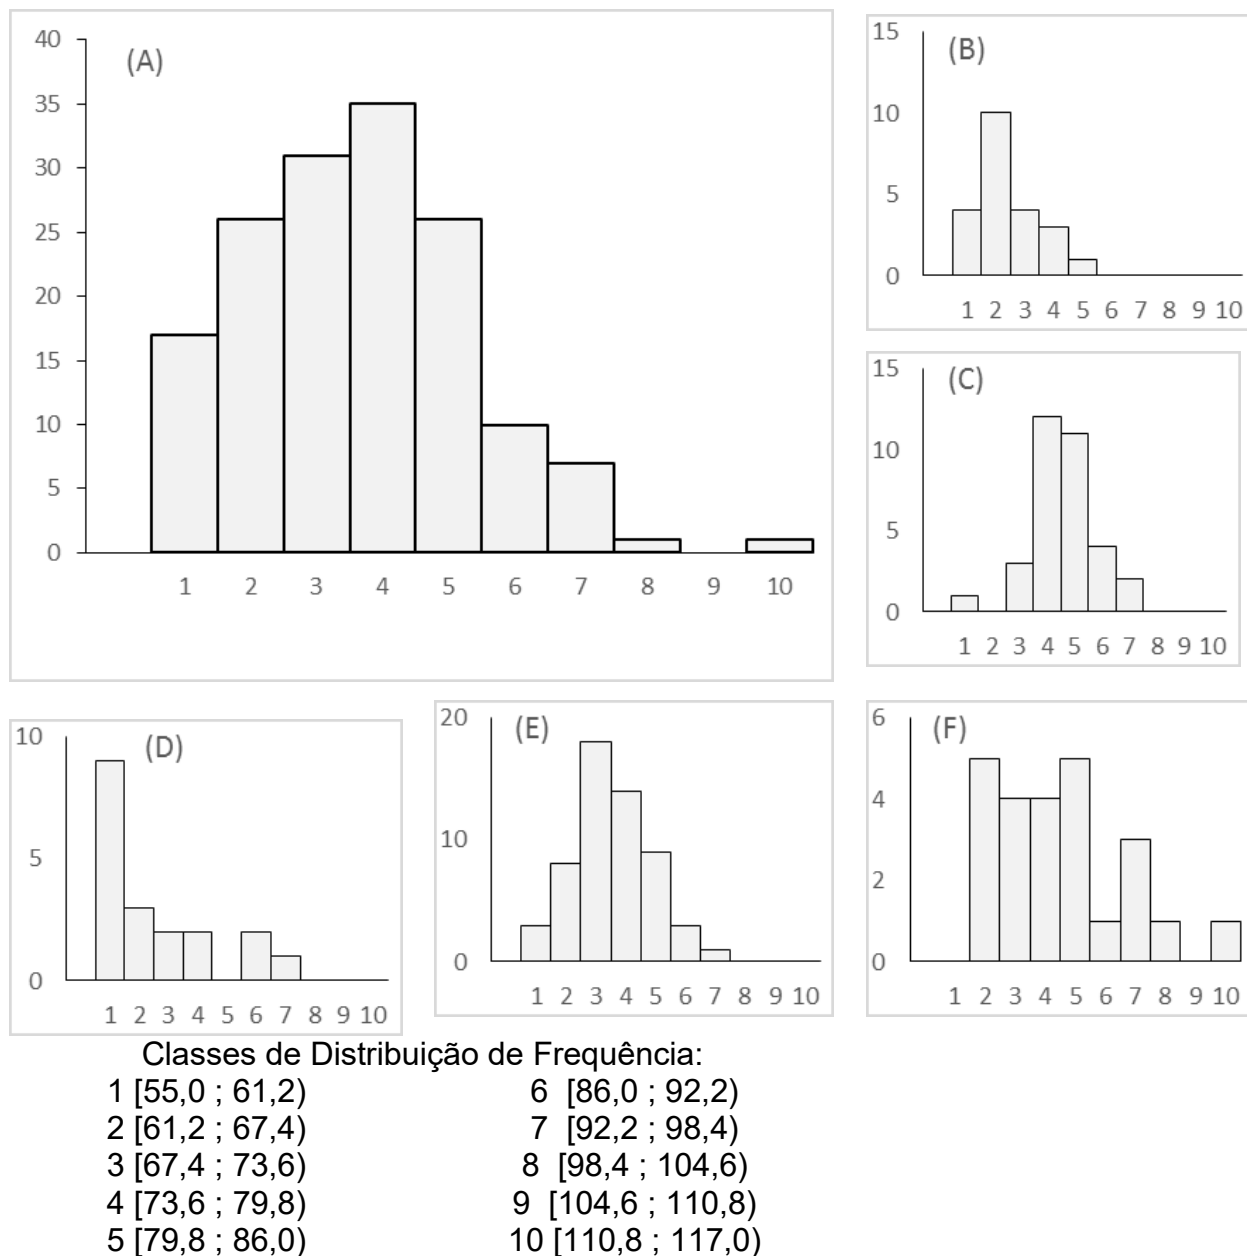 (A)
40
35
30
25
20
15
10
5
0
1 2 3 4 5 6 7 8 9 10
(B)
15
10
5
0
1 2 3 4 5 6 7 8 9 10
(C)
15
10
5
0
1 2 3 4 5 6 7 8 9 10
(D)
10
5
0
1 2 3 4 5 6 7 8 9 10
(E)
20
10
0
1 2 3 4 5 6 7 8 9 10
(F)
6
4
2
0
1 2 3 4 5 6 7 8 9 10
Classes de Distribuição de Frequência:
1 [55,0 ; 61,2) 6 [86,0 ; 92,2)
2 [61,2 ; 67,4) 7 [92,2 ; 98,4)
3 [67,4 ; 73,6) 8 [98,4 ; 104,6)
4 [73,6 ; 79,8) 9 [104,6 ; 110,8)
5 [79,8 ; 86,0) 10 [110,8 ; 117,0)